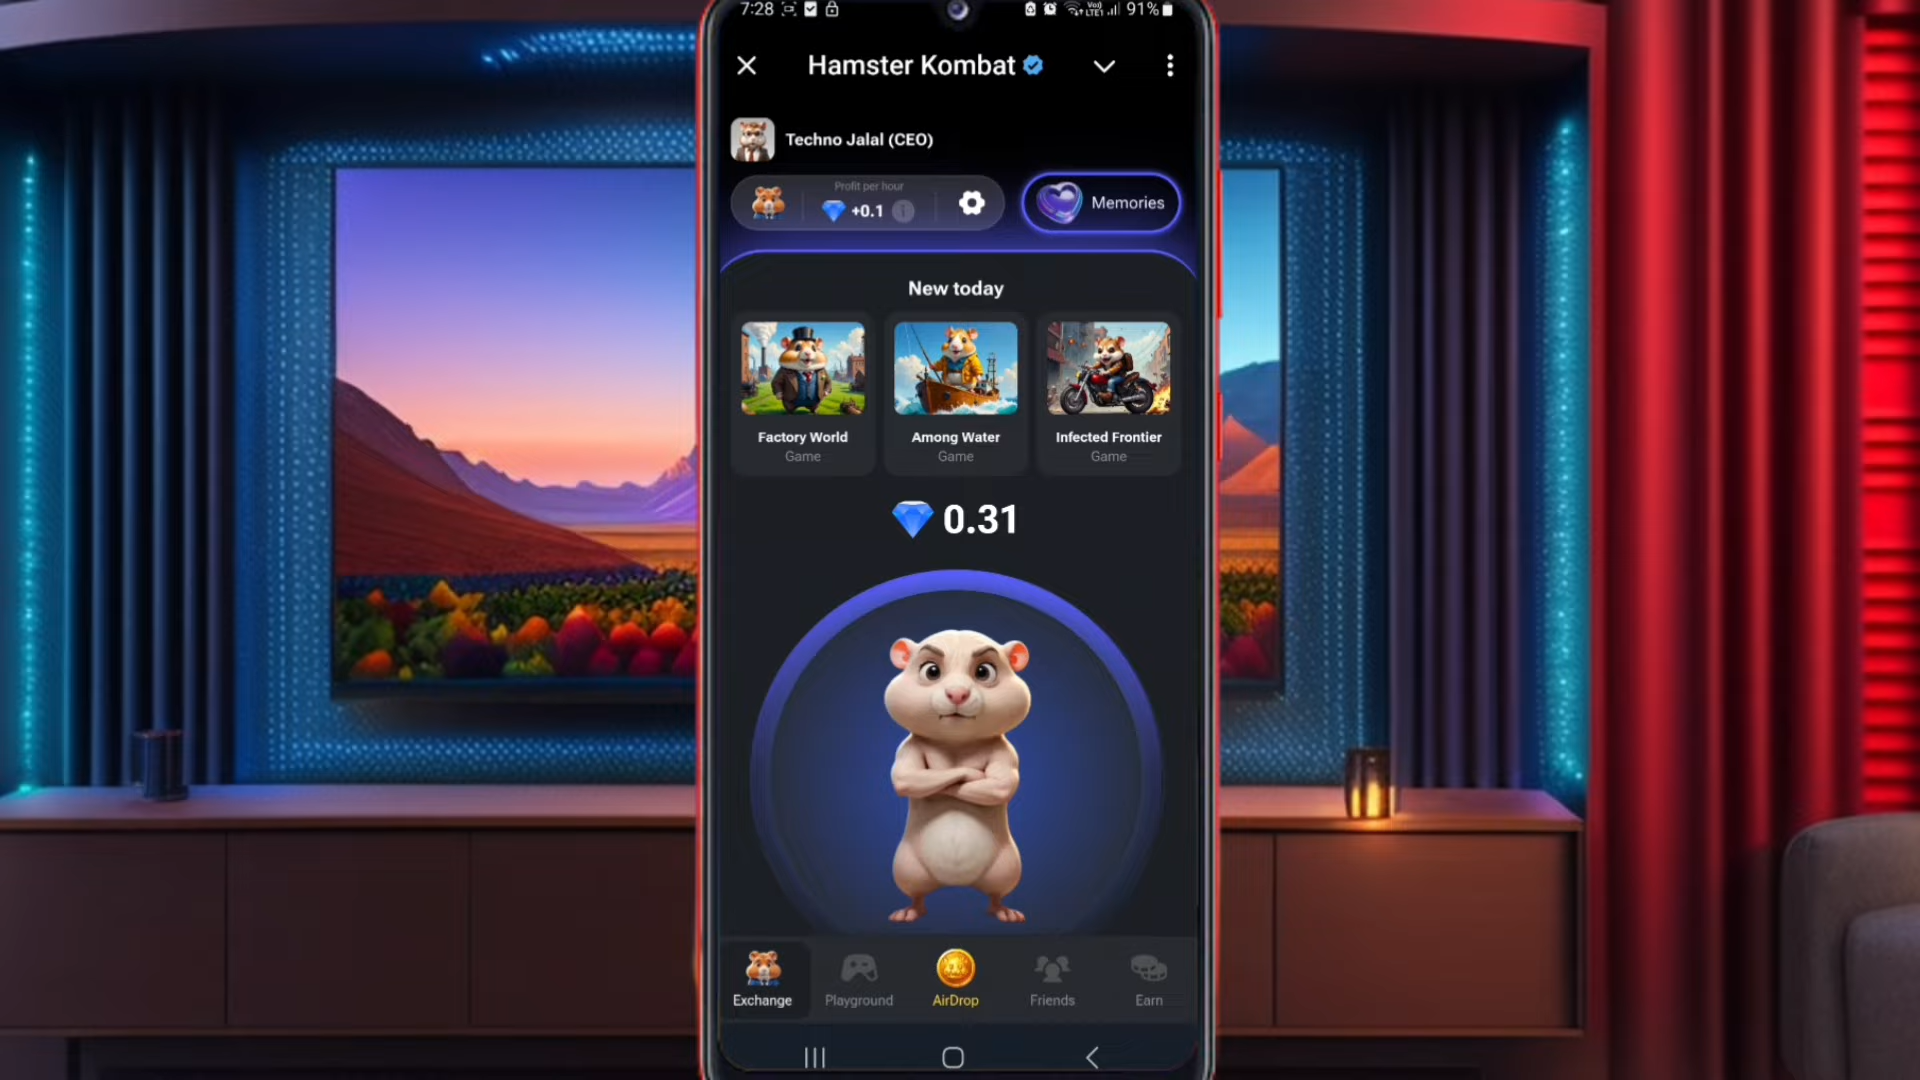 7:28
91%
Hamster Kombat
Techno Jalal (CEO)
Profit per hour
+0.1
Memories
New today
Factory World
Game
Among Water
Game
Infected Frontier
Game
0.31
Exchange
Playground
AirDrop
Friends
Earn